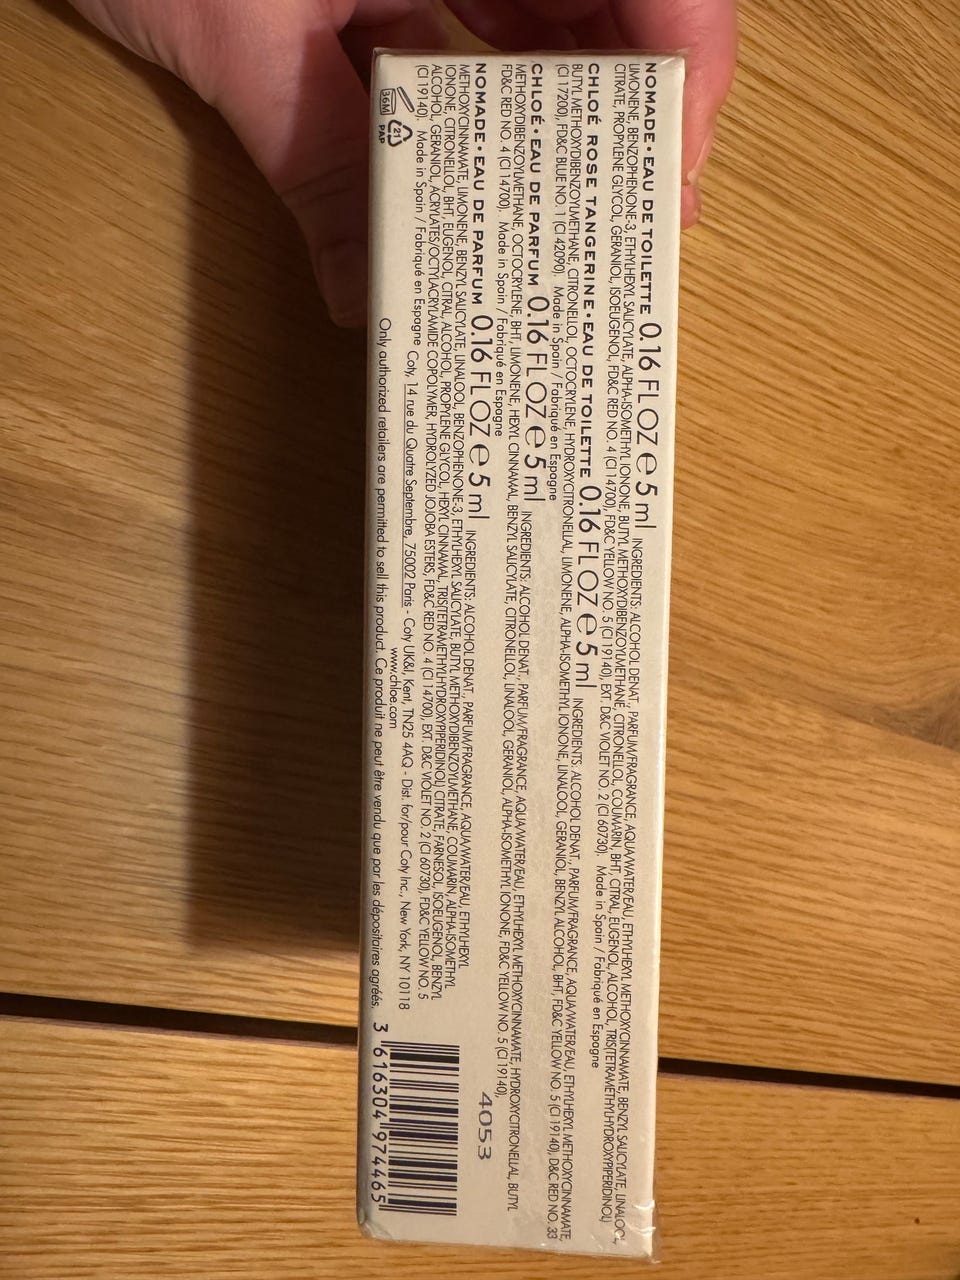 NOMADE • EAU DE TOILETTE 0.16 FL OZ e 5 ml INGREDIENTS: ALCOHOL DENAT., PARFUM/FRAGRANCE, AQUA/WATER/EAU, ETHYLHEXYL METHOXYCINNAMATE, BENZYL SALICYLATE, LINALOOL,
LIMONENE, BENZOPHENONE-3, ETHYLHEXYL SALICYLATE, ALPHA-ISOMETHYL IONONE, BUTYL METHOXYDIBENZOYLMETHANE, CITRONELLOL, COUMARIN, BHT, CITRAL, EUGENOL, ALCOHOL, TRIS(TETRAMETHYLHYDROXYPIPERIDINOL)
CITRATE, PROPYLENE GLYCOL, GERANIOL, ISOEUGENOL, FD&C RED NO. 4 (CI 14700), FD&C YELLOW NO. 5 (CI 19140), EXT. D&C VIOLET NO. 2 (CI 60730). Made in Spain / Fabriqué en Espagne
CHLOÉ ROSE TANGERINE • EAU DE TOILETTE 0.16 FL OZ e 5 ml INGREDIENTS: ALCOHOL DENAT., PARFUM/FRAGRANCE, AQUA/WATER/EAU, ETHYLHEXYL METHOXYCINNAMATE,
BUTYL METHOXYDIBENZOYLMETHANE, CITRONELLOL, OCTOCRYLENE, HYDROXYCITRONELLAL, LIMONENE, ALPHA-ISOMETHYL IONONE, LINALOOL, GERANIOL, BENZYL ALCOHOL, BHT, FD&C YELLOW NO. 5 (CI 19140), D&C RED NO. 33
(CI 17200), FD&C BLUE NO. 1 (CI 42090). Made in Spain / Fabriqué en Espagne
CHLOÉ • EAU DE PARFUM 0.16 FL OZ e 5 ml INGREDIENTS: ALCOHOL DENAT., PARFUM/FRAGRANCE, AQUA/WATER/EAU, ETHYLHEXYL METHOXYCINNAMATE, HYDROXYCITRONELLAL, BUTYL
METHOXYDIBENZOYLMETHANE, OCTOCRYLENE, BHT, LIMONENE, HEXYL CINNAMAL, BENZYL SALICYLATE, CITRONELLOL, LINALOOL, GERANIOL, ALPHA-ISOMETHYL IONONE, FD&C YELLOW NO. 5 (CI 19140),
FD&C RED NO. 4 (CI 14700). Made in Spain / Fabriqué en Espagne
NOMADE • EAU DE PARFUM 0.16 FL OZ e 5 ml INGREDIENTS: ALCOHOL DENAT., PARFUM/FRAGRANCE, AQUA/WATER/EAU, ETHYLHEXYL
METHOXYCINNAMATE, LIMONENE, BENZYL SALICYLATE, LINALOOL, BENZOPHENONE-3, ETHYLHEXYL SALICYLATE, BUTYL METHOXYDIBENZOYLMETHANE, COUMARIN, ALPHA-ISOMETHYL
IONONE, CITRONELLOL, BHT, EUGENOL, CITRAL, ALCOHOL, PROPYLENE GLYCOL, HEXYL CINNAMAL, TRIS(TETRAMETHYLHYDROXYPIPERIDINOL) CITRATE, FARNESOL, ISOEUGENOL, BENZYL
ALCOHOL, GERANIOL, ACRYLATES/OCTYLACRYLAMIDE COPOLYMER, HYDROLYZED JOJOBA ESTERS, FD&C RED NO. 4 (CI 14700), EXT. D&C VIOLET NO. 2 (CI 60730), FD&C YELLOW NO. 5
(CI 19140). Made in Spain / Fabriqué en Espagne Coty, 14 rue du Quatre Septembre, 75002 Paris - Coty UK&I, Kent, TN25 4AQ - Dist. for/pour Coty Inc., New York, NY 10118
www.chloe.com
Only authorized retailers are permitted to sell this product. Ce produit ne peut être vendu que par les dépositaires agréés.
36M
21
PAP
4053
3 616304 974465